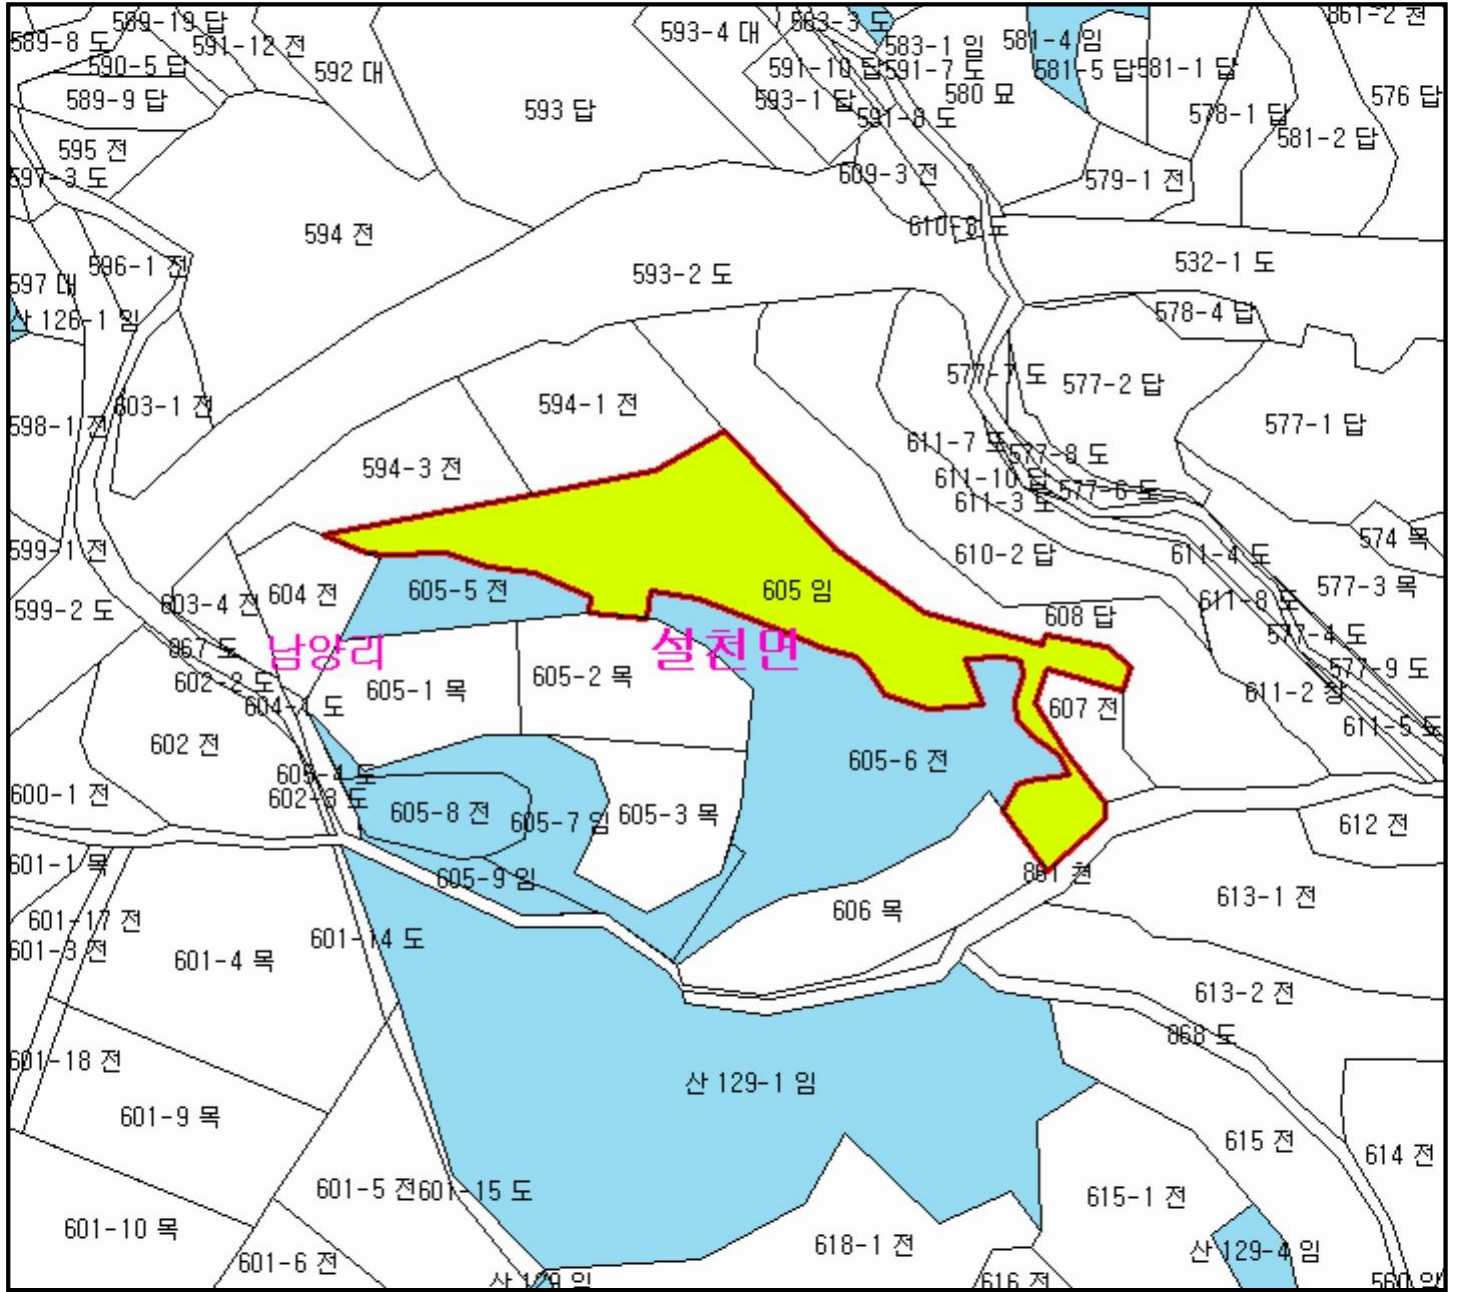 589-19 답
583-3 도
861-2 전
589-8 도
591-12 전
593-4 대
583-1 임
581-4 임
590-5 답
592 대
591-10 답
591-7 도
581-5 답
581-1 답
589-9 답
593 답
593-1 답
580 묘
576 답
591-8 도
578-1 답
581-2 답
595 전
597-3 도
609-3 전
579-1 전
594 전
610-3 도
596-1 전
593-2 도
532-1 도
597 대
산 126-1 임
578-4 답
577-7 도
577-2 답
603-1 전
594-1 전
598-1 전
577-1 답
611-7 도
577-8 도
594-3 전
611-10 답
577-6 도
611-3 도
599-1 전
610-2 답
611-4 도
574 목
605-5 전
605 임
577-3 목
603-4 전
604 전
599-2 도
608 답
611-8 도
577-4 도
867 도
남양리
설천면
577-9 도
602-2 도
605-1 목
605-2 목
611-2 창
604-1 도
607 전
611-5 도
602 전
605-6 전
605-4 도
600-1 전
602-3 도
605-8 전
605-7 임
605-3 목
612 전
601-1 목
605-9 임
861 천
613-1 전
601-17 전
606 목
601-3 전
601-14 도
601-4 목
613-2 전
868 도
601-18 전
산 129-1 임
601-9 목
615 전
614 전
601-5 전
601-15 도
615-1 전
601-10 목
618-1 전
산 129-4 임
601-6 전
산 129 임
616 전
560 임